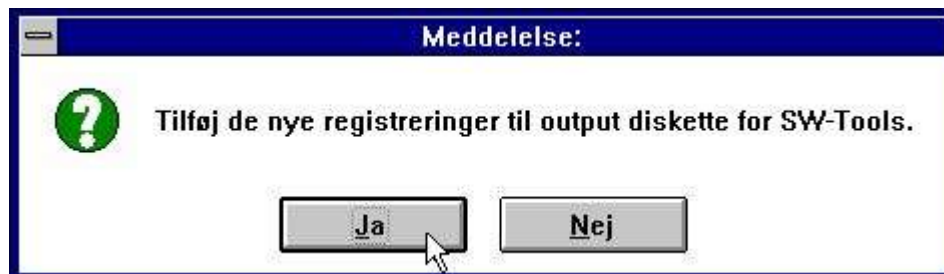 Meddelelse:
Tilføj de nye registreringer til output diskette for SW-Tools.
Ja
Nej